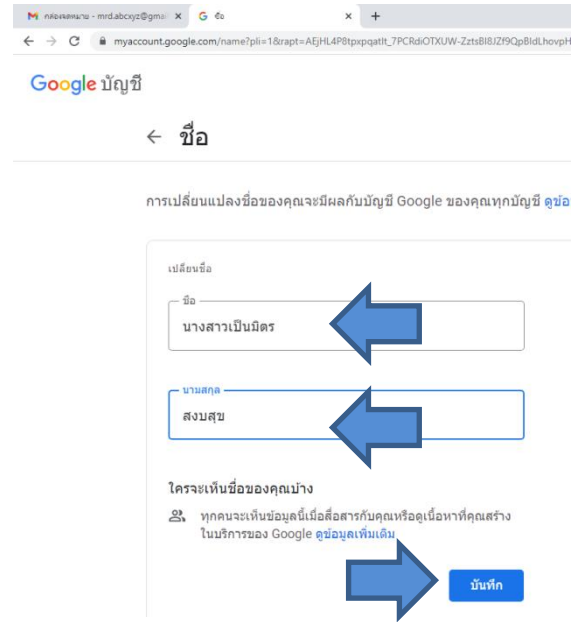 กล่องจดหมาย - mrd.abcxyz@gmai
ชื่อ
myaccount.google.com/name?pli=1&rapt=AEjHL4P8tpxpqatIt_7PCRdiOTXUW-ZztsBI8JZf9QpBIdLhovpH
Google บัญชี
ชื่อ
การเปลี่ยนแปลงชื่อของคุณจะมีผลกับบัญชี Google ของคุณทุกบัญชี ดูข้อ
เปลี่ยนชื่อ
ชื่อ
นางสาวเป็นมิตร
นามสกุล
สงบสุข
ใครจะเห็นชื่อของคุณบ้าง
ทุกคนจะเห็นข้อมูลนี้เมื่อสื่อสารกับคุณหรือดูเนื้อหาที่คุณสร้าง
ในบริการของ Google ดูข้อมูลเพิ่มเติม
บันทึก